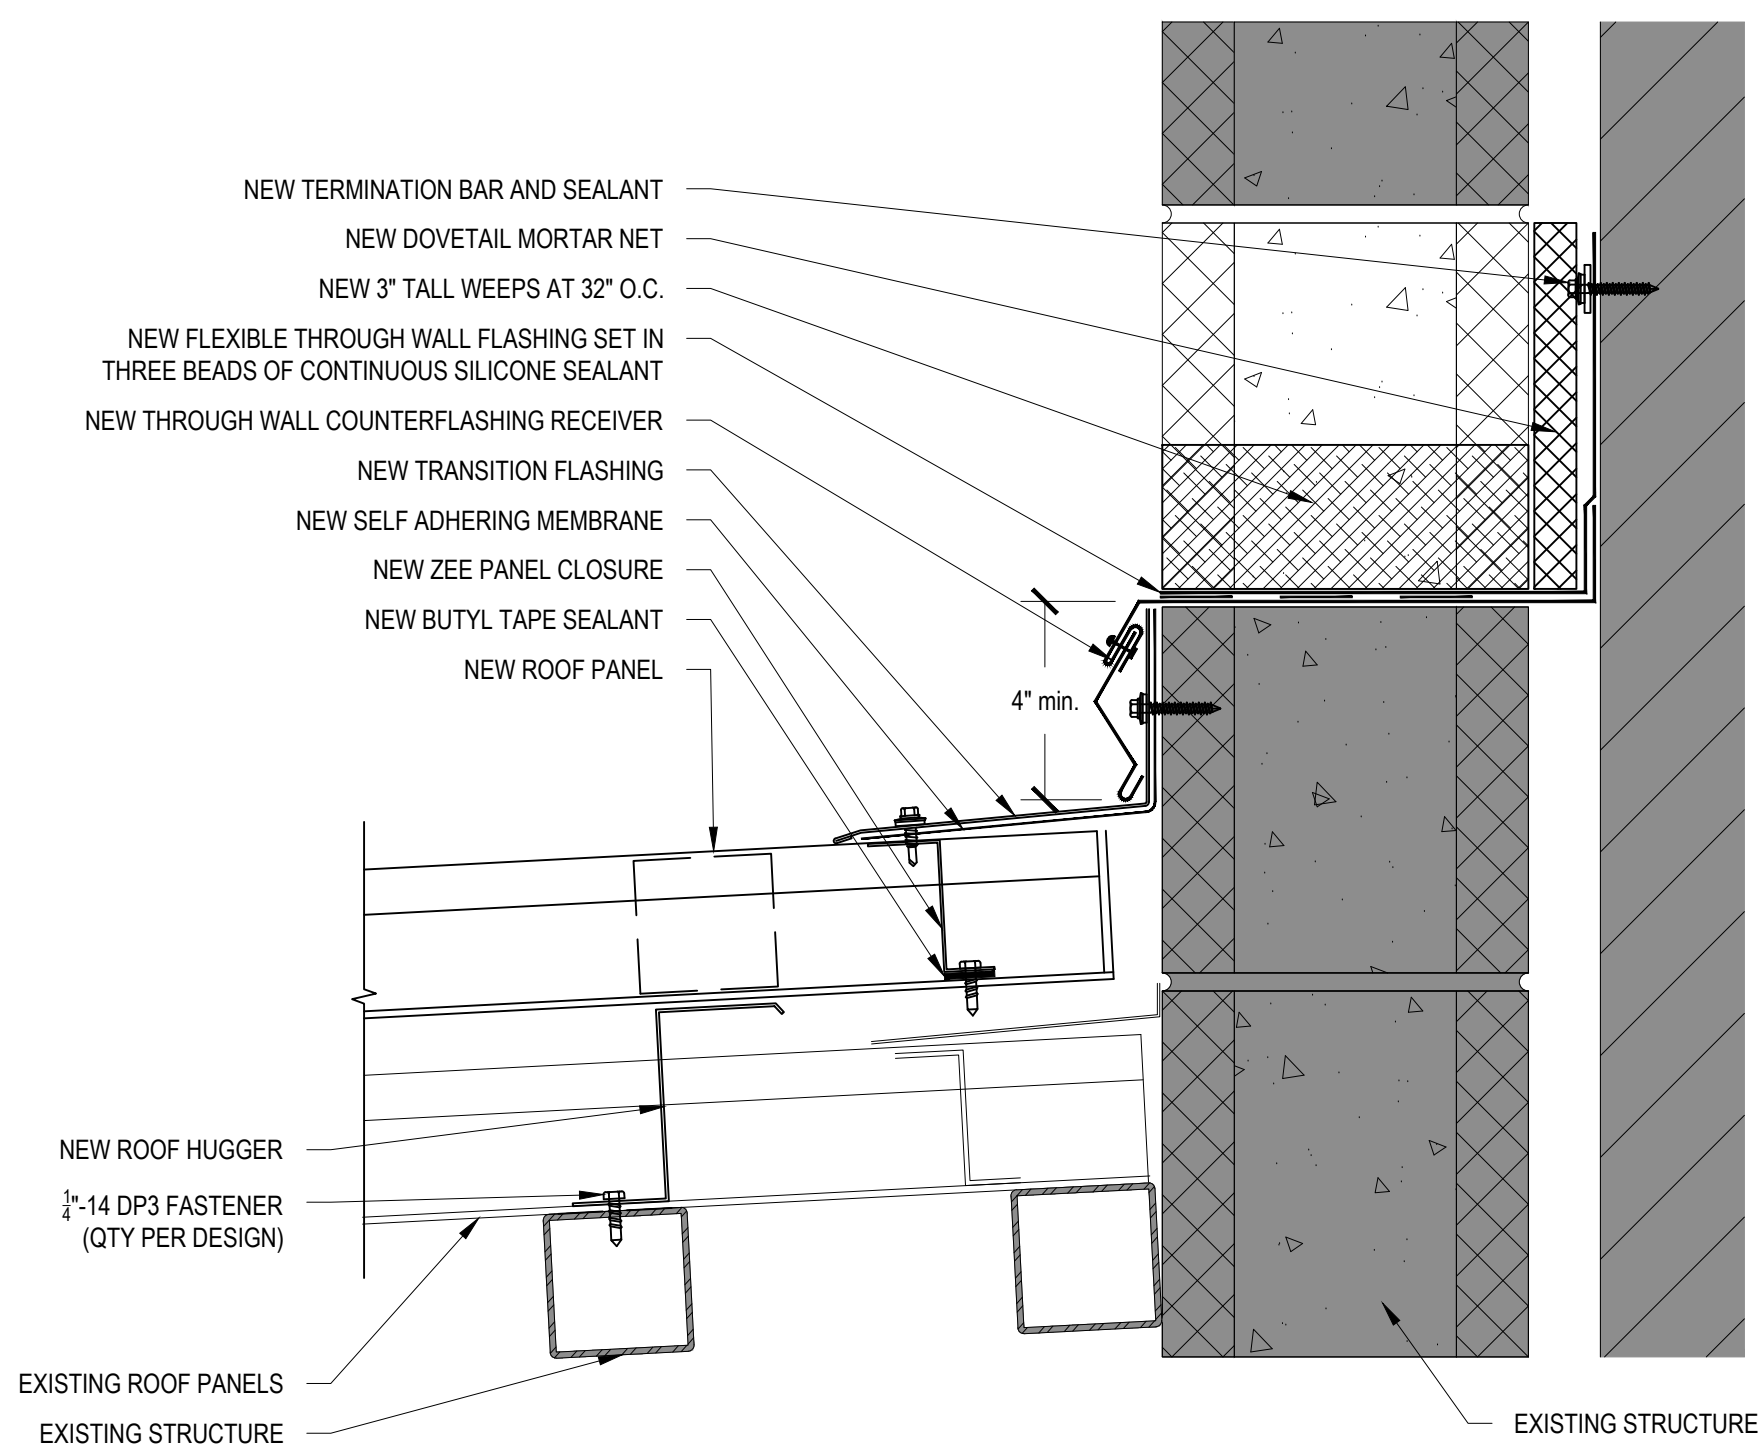 NEW TERMINATION BAR AND SEALANT
NEW DOVETAIL MORTAR NET
NEW 3" TALL WEEPS AT 32" O.C.
NEW FLEXIBLE THROUGH WALL FLASHING SET IN
THREE BEADS OF CONTINUOUS SILICONE SEALANT
NEW THROUGH WALL COUNTERFLASHING RECEIVER
NEW TRANSITION FLASHING
NEW SELF ADHERING MEMBRANE
NEW ZEE PANEL CLOSURE
NEW BUTYL TAPE SEALANT
NEW ROOF PANEL
4" min.
NEW ROOF HUGGER
1/4"-14 DP3 FASTENER
(QTY PER DESIGN)
EXISTING ROOF PANELS
EXISTING STRUCTURE
EXISTING STRUCTURE